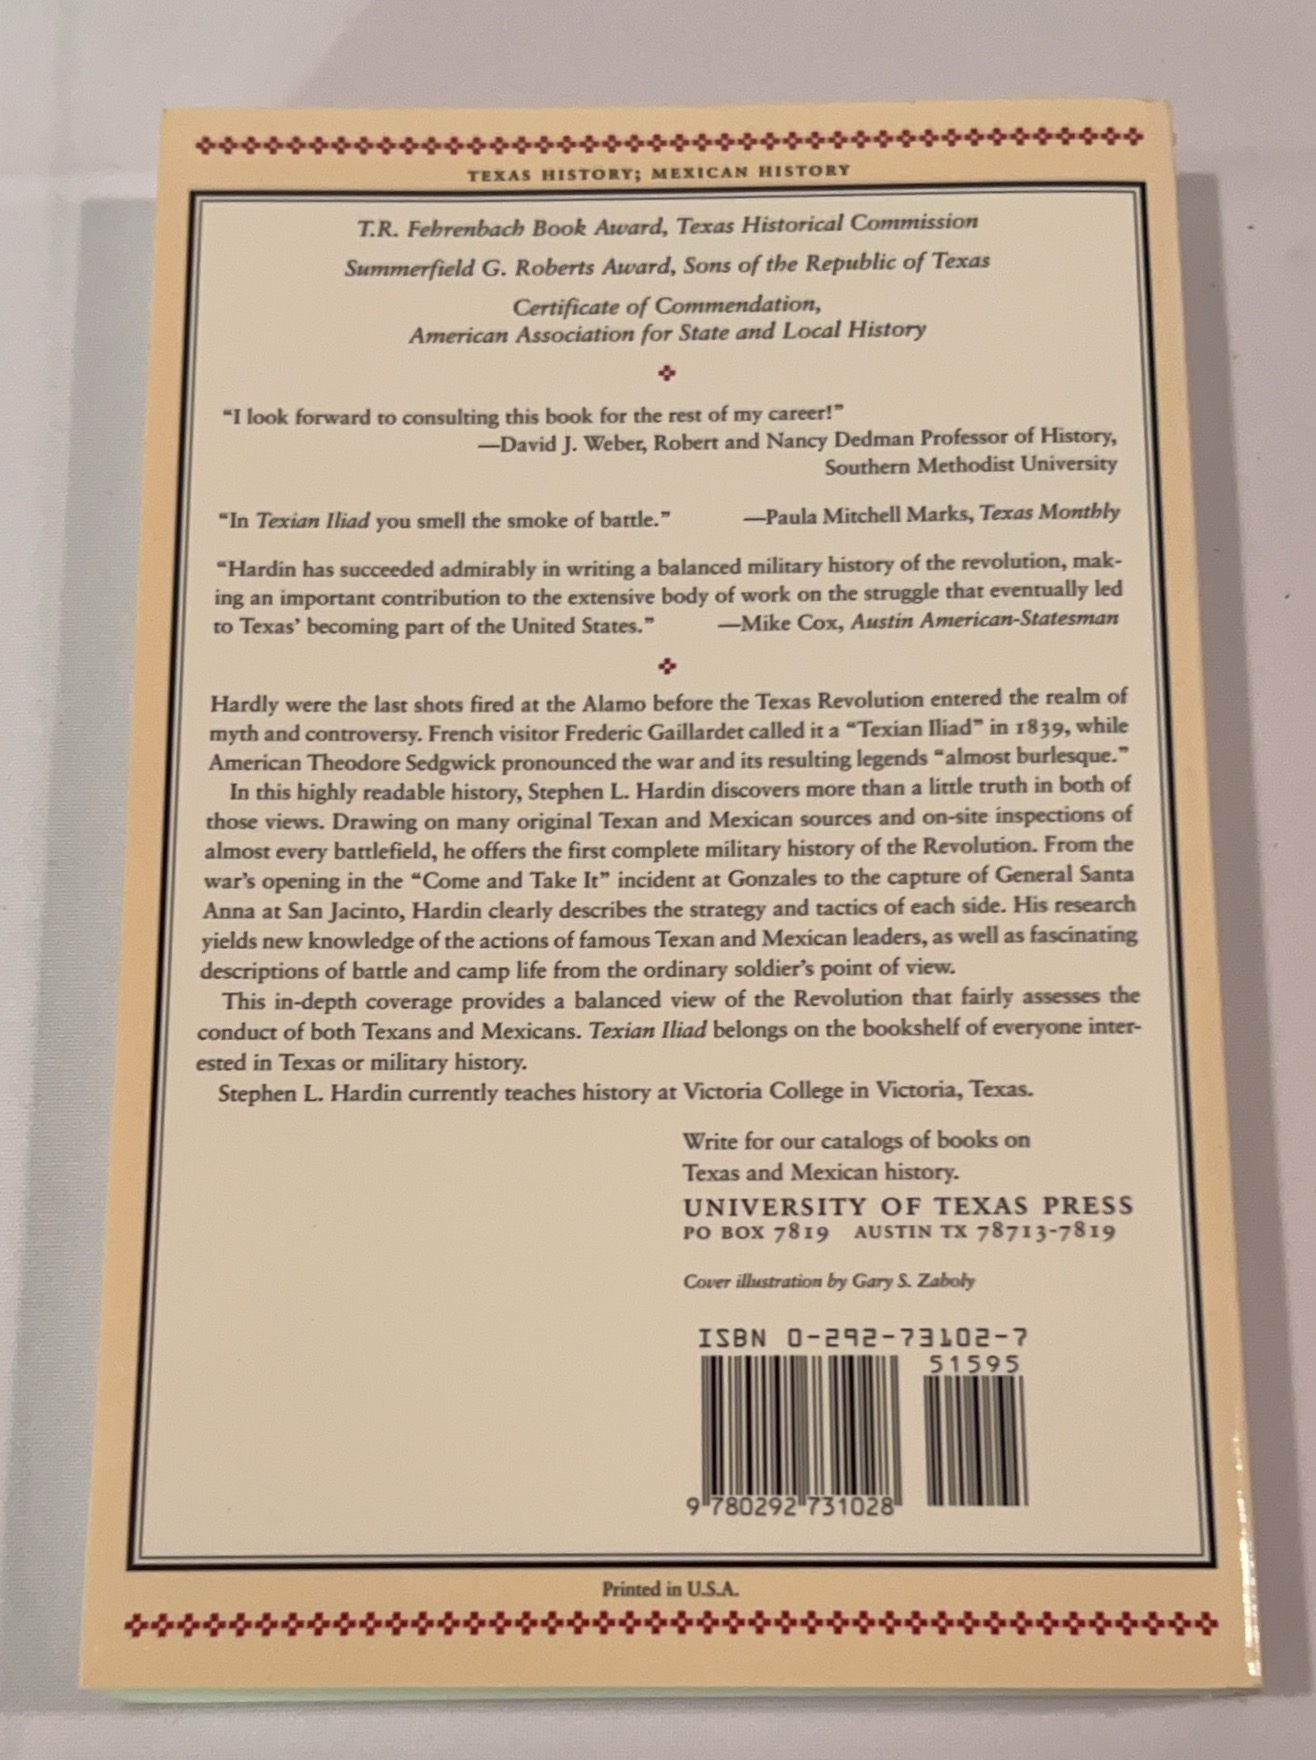 TEXAS HISTORY; MEXICAN HISTORY
T.R. Fehrenbach Book Award, Texas Historical Commission
Summerfield G. Roberts Award, Sons of the Republic of Texas
Certificate of Commendation,
American Association for State and Local History
“I look forward to consulting this book for the rest of my career!”
—David J. Weber, Robert and Nancy Dedman Professor of History,
Southern Methodist University
“In Texian Iliad you smell the smoke of battle.” —Paula Mitchell Marks, Texas Monthly
“Hardin has succeeded admirably in writing a balanced military history of the revolution, mak-
ing an important contribution to the extensive body of work on the struggle that eventually led
to Texas’ becoming part of the United States.” —Mike Cox, Austin American-Statesman
Hardly were the last shots fired at the Alamo before the Texas Revolution entered the realm of
myth and controversy. French visitor Frederic Gaillardet called it a “Texian Iliad” in 1839, while
American Theodore Sedgwick pronounced the war and its resulting legends “almost burlesque.”
In this highly readable history, Stephen L. Hardin discovers more than a little truth in both of
those views. Drawing on many original Texan and Mexican sources and on-site inspections of
almost every battlefield, he offers the first complete military history of the Revolution. From the
war’s opening in the “Come and Take It” incident at Gonzales to the capture of General Santa
Anna at San Jacinto, Hardin clearly describes the strategy and tactics of each side. His research
yields new knowledge of the actions of famous Texan and Mexican leaders, as well as fascinating
descriptions of battle and camp life from the ordinary soldier’s point of view.
This in-depth coverage provides a balanced view of the Revolution that fairly assesses the
conduct of both Texans and Mexicans. Texian Iliad belongs on the bookshelf of everyone inter-
ested in Texas or military history.
Stephen L. Hardin currently teaches history at Victoria College in Victoria, Texas.
Write for our catalogs of books on
Texas and Mexican history.
UNIVERSITY OF TEXAS PRESS
PO BOX 7819 AUSTIN TX 78713-7819
Cover illustration by Gary S. Zaboly
ISBN 0-292-73102-7
51595
9 780292 731028
Printed in U.S.A.